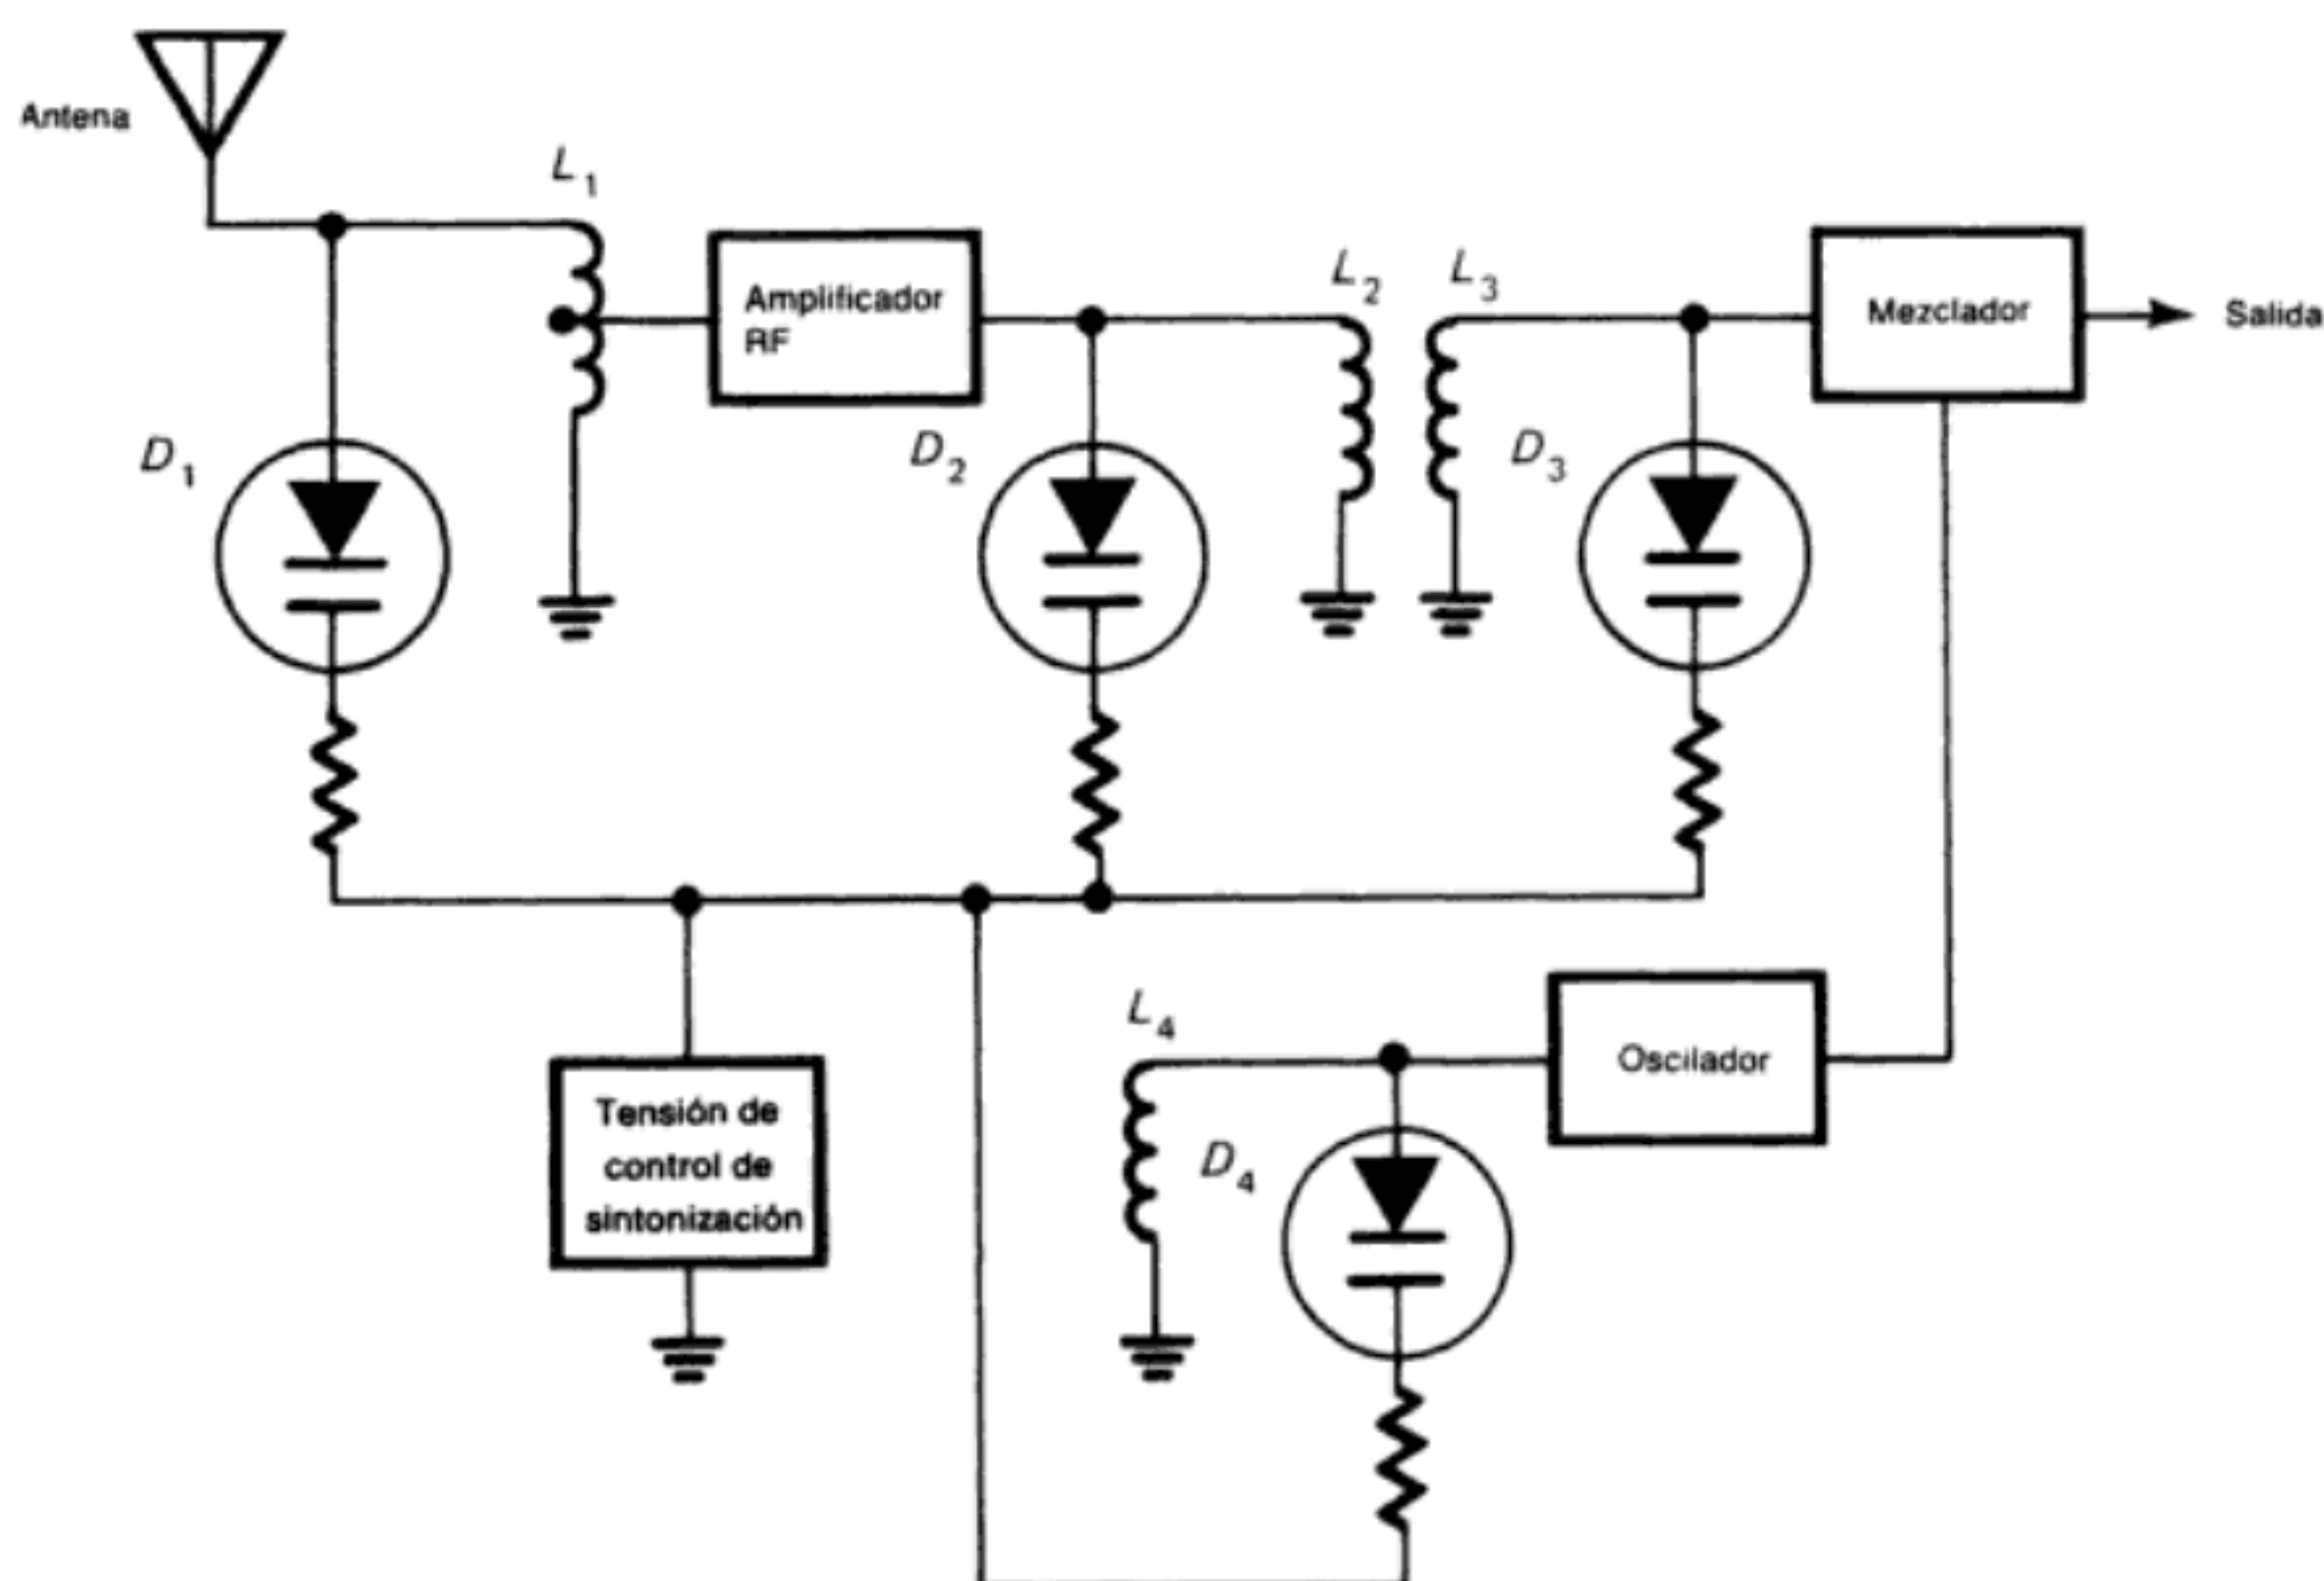 Antena
L1
Amplificador
RF
L2
L3
Mezclador
Salida
D1
D2
D3
Tensión de
control de
sintonización
L4
Oscilador
D4